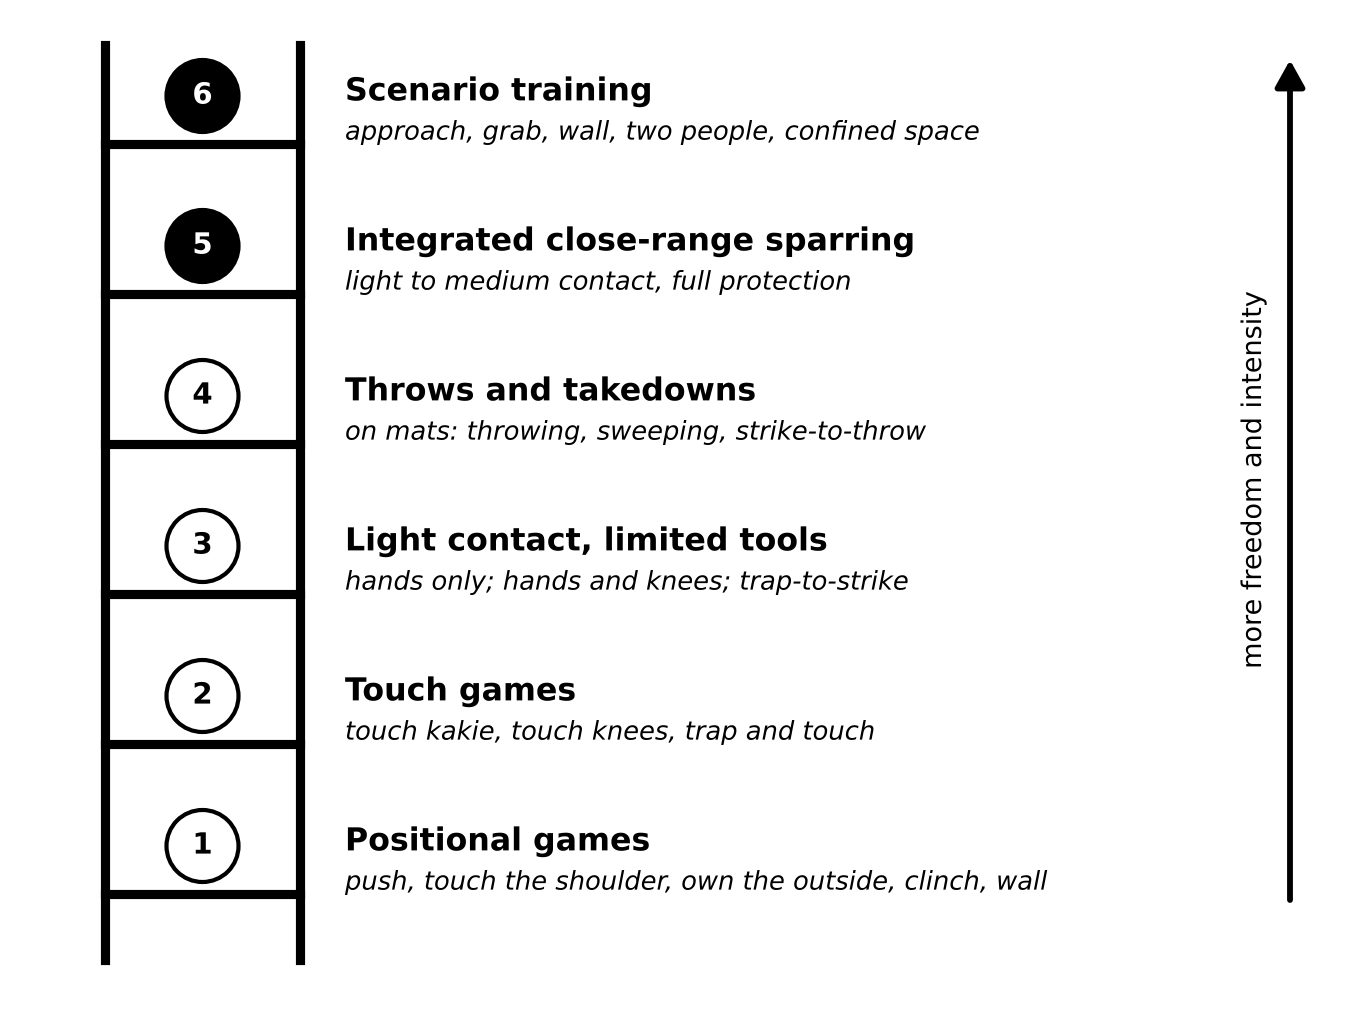 6
Scenario training
approach, grab, wall, two people, confined space
5
Integrated close-range sparring
light to medium contact, full protection
4
Throws and takedowns
on mats: throwing, sweeping, strike-to-throw
3
Light contact, limited tools
hands only; hands and knees; trap-to-strike
2
Touch games
touch kakie, touch knees, trap and touch
1
Positional games
push, touch the shoulder, own the outside, clinch, wall
more freedom and intensity